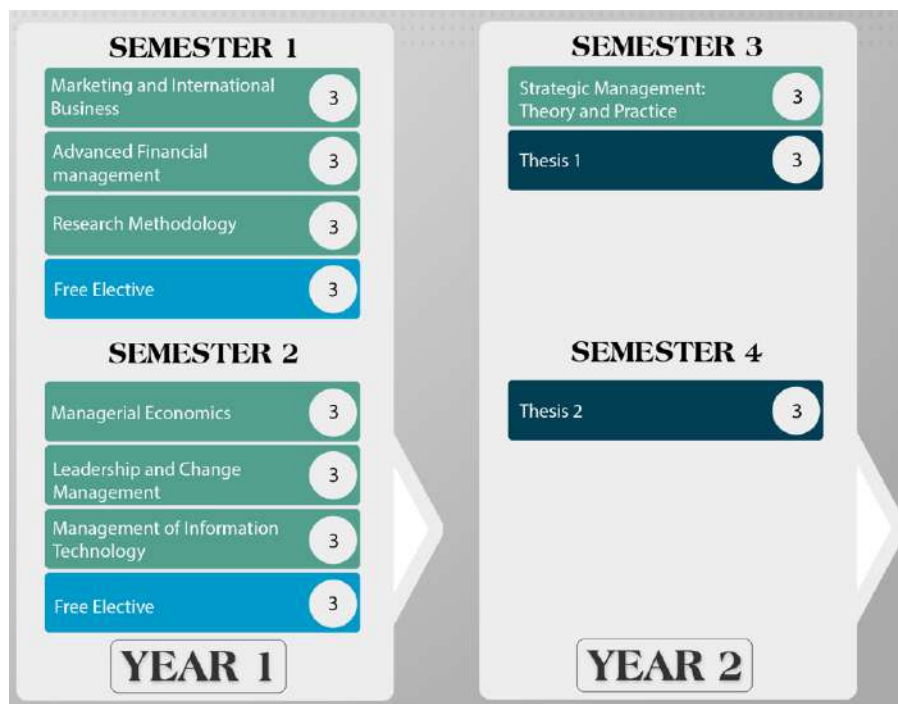 SEMESTER 1
Marketing and International
Business
3
Advanced Financial
management
3
Research Methodology
3
Free Elective
3
SEMESTER 2
Managerial Economics
3
Leadership and Change
Management
3
Management of Information
Technology
3
Free Elective
3
YEAR 1
SEMESTER 3
Strategic Management:
Theory and Practice
3
Thesis 1
3
SEMESTER 4
Thesis 2
3
YEAR 2